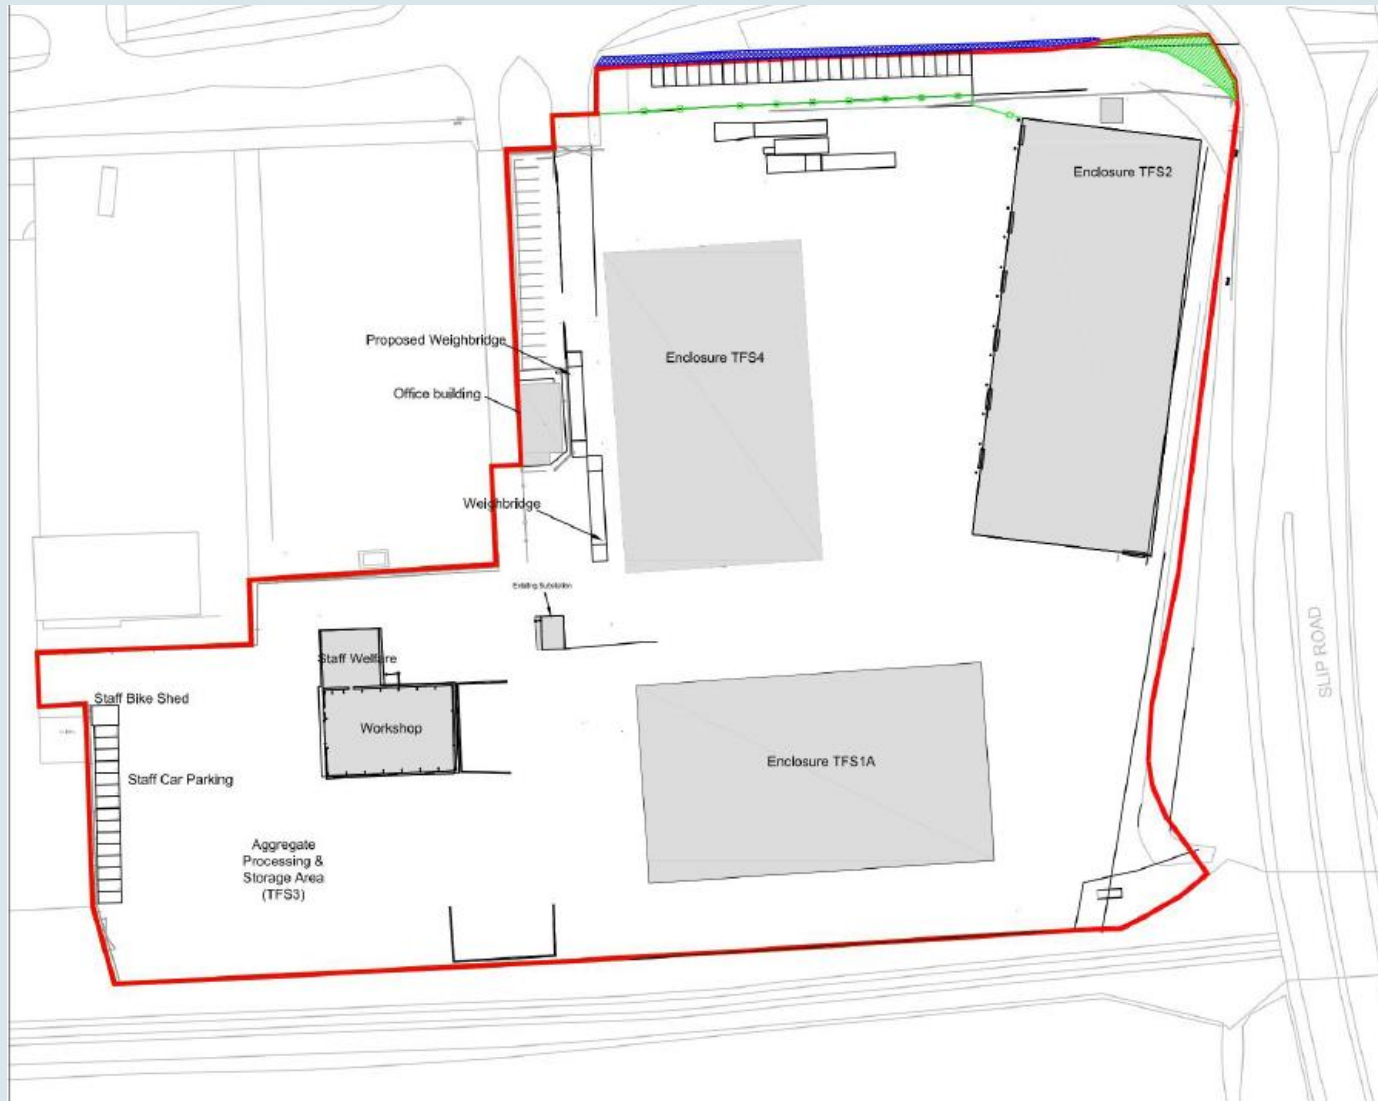 Enclosure TFS2
Proposed Weighbridge
Enclosure TFS4
Office building
Weighbridge
Existing Substation
SLIP ROAD
Staff Welfare
Staff Bike Shed
Workshop
Enclosure TFS1A
Staff Car Parking
Aggregate
Processing &
Storage Area
(TFS3)